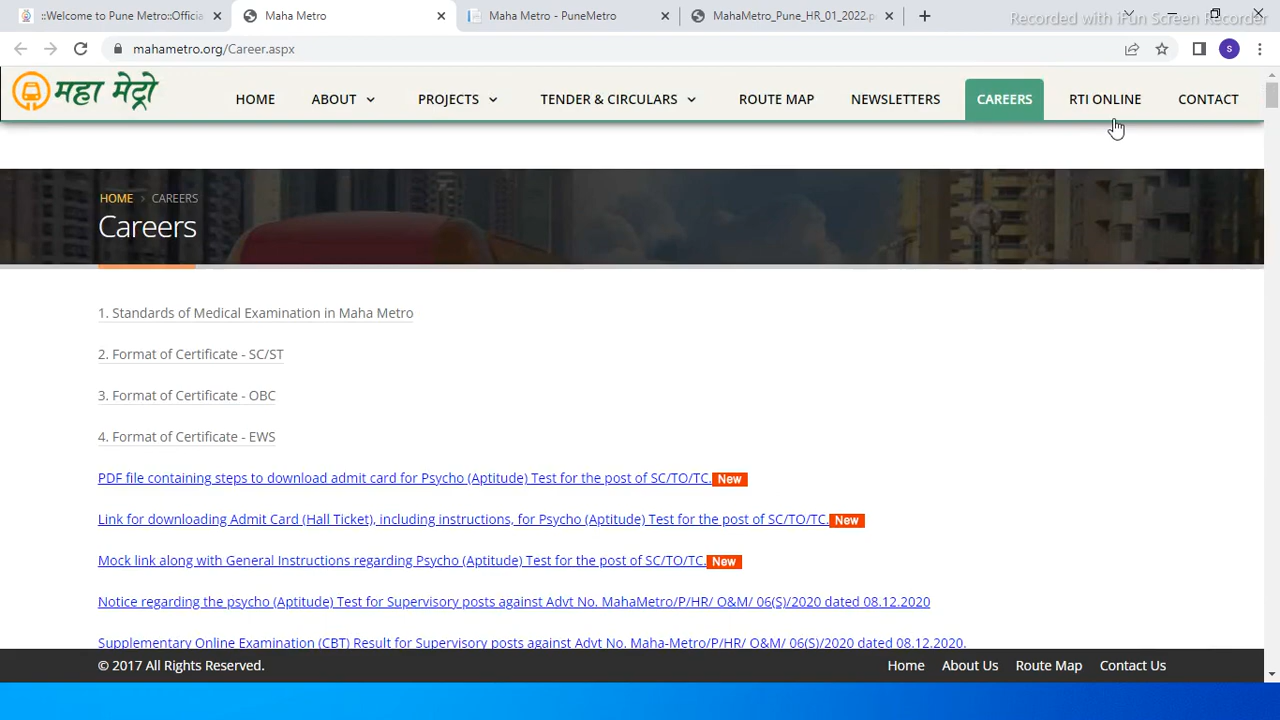 ::Welcome to Pune Metro::Officia
Maha Metro
Maha Metro - PuneMetro
MahaMetro_Pune_HR_01_2022.p
Recorded with iFun Screen Recorder
mahametro.org/Career.aspx
S
महा मेट्रो
HOME
ABOUT
PROJECTS
TENDER & CIRCULARS
ROUTE MAP
NEWSLETTERS
CAREERS
RTI ONLINE
CONTACT
HOME > CAREERS
Careers
1. Standards of Medical Examination in Maha Metro
2. Format of Certificate - SC/ST
3. Format of Certificate - OBC
4. Format of Certificate - EWS
PDF file containing steps to download admit card for Psycho (Aptitude) Test for the post of SC/TO/TC. New
Link for downloading Admit Card (Hall Ticket), including instructions, for Psycho (Aptitude) Test for the post of SC/TO/TC. New
Mock link along with General Instructions regarding Psycho (Aptitude) Test for the post of SC/TO/TC. New
Notice regarding the psycho (Aptitude) Test for Supervisory posts against Advt No. MahaMetro/P/HR/ O&M/ 06(S)/2020 dated 08.12.2020
Supplementary Online Examination (CBT) Result for Supervisory posts against Advt No. Maha-Metro/P/HR/ O&M/ 06(S)/2020 dated 08.12.2020.
© 2017 All Rights Reserved.
Home
About Us
Route Map
Contact Us